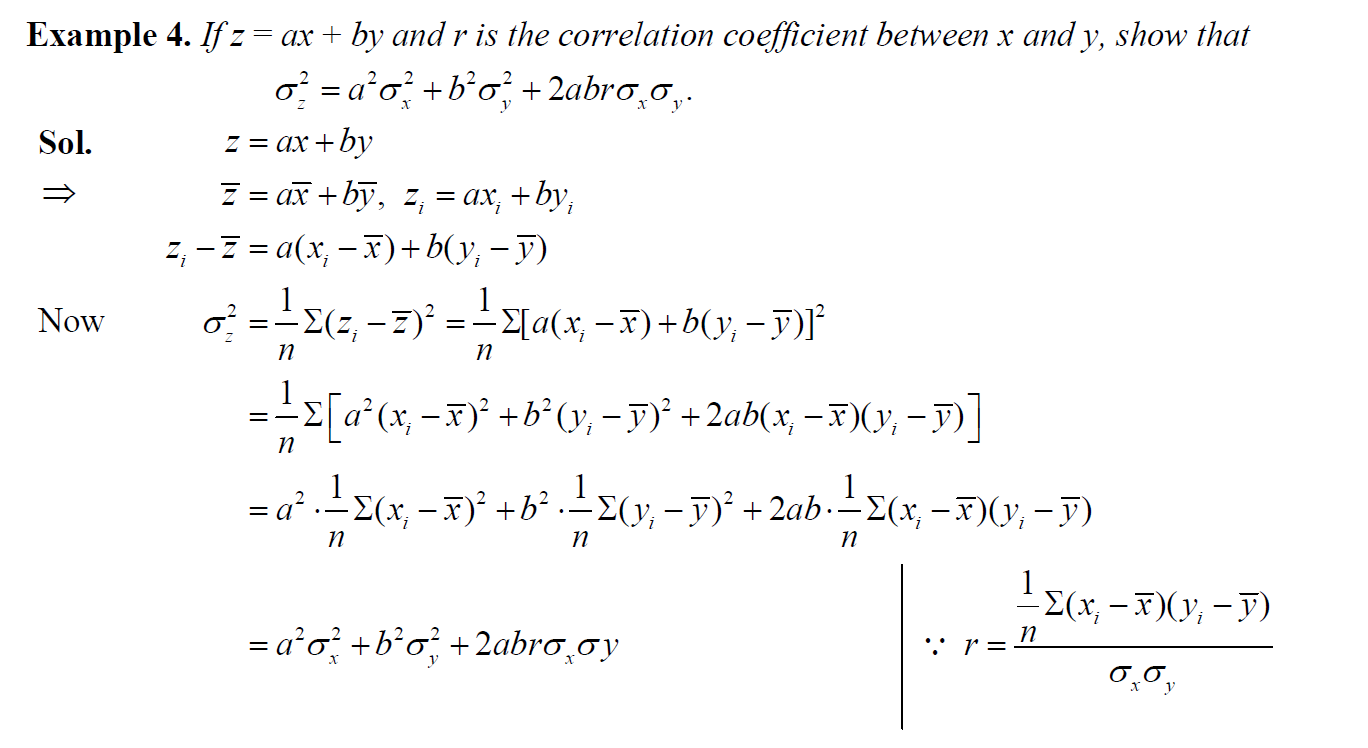 Example 4. If z = ax + by and r is the correlation coefficient between x and y, show that
σ_z² = a²σ_x² + b²σ_y² + 2abrσ_xσ_y.
Sol. z = ax + by
⇒ z̅ = ax̅ + by̅, z_i = ax_i + by_i
z_i − z̅ = a(x_i − x̅) + b(y_i − y̅)
Now σ_z² = 1/n Σ(z_i − z̅)² = 1/n Σ[a(x_i − x̅) + b(y_i − y̅)]²
= 1/n Σ[a²(x_i − x̅)² + b²(y_i − y̅)² + 2ab(x_i − x̅)(y_i − y̅)]
= a² · 1/n Σ(x_i − x̅)² + b² · 1/n Σ(y_i − y̅)² + 2ab · 1/n Σ(x_i − x̅)(y_i − y̅)
= a²σ_x² + b²σ_y² + 2abrσ_xσy | ∵ r = (1/n Σ(x_i − x̅)(y_i − y̅))/(σ_xσ_y)